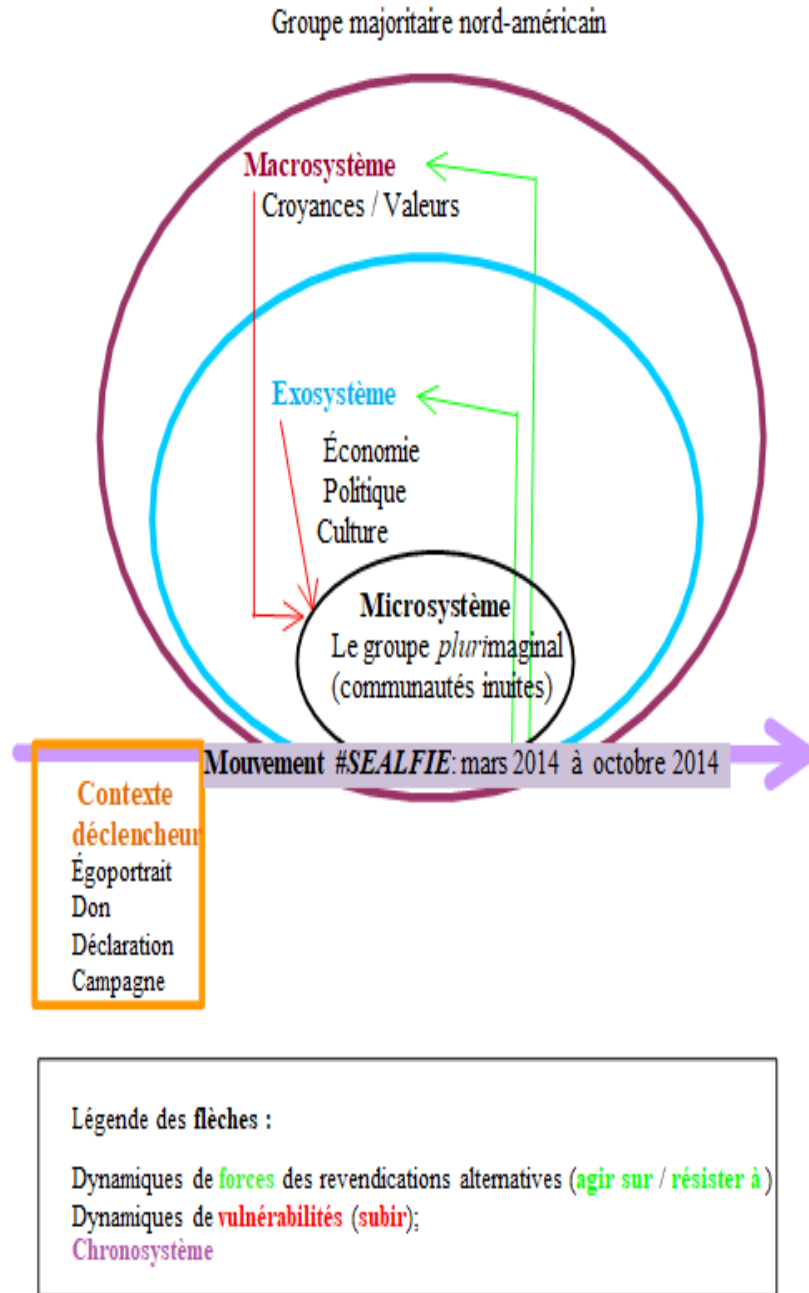 Groupe majoritaire nord-américain
Macrosystème
Croyances / Valeurs
Exosystème
Économie
Politique
Culture
Microsystème
Le groupe plurimaginal
(communautés inuites)
Mouvement #SEALFIE: mars 2014 à octobre 2014
Contexte
déclencheur
Égoportrait
Don
Déclaration
Campagne
Légende des flèches :
Dynamiques de forces des revendications alternatives (agir sur / résister à )
Dynamiques de vulnérabilités (subir);
Chronosystème